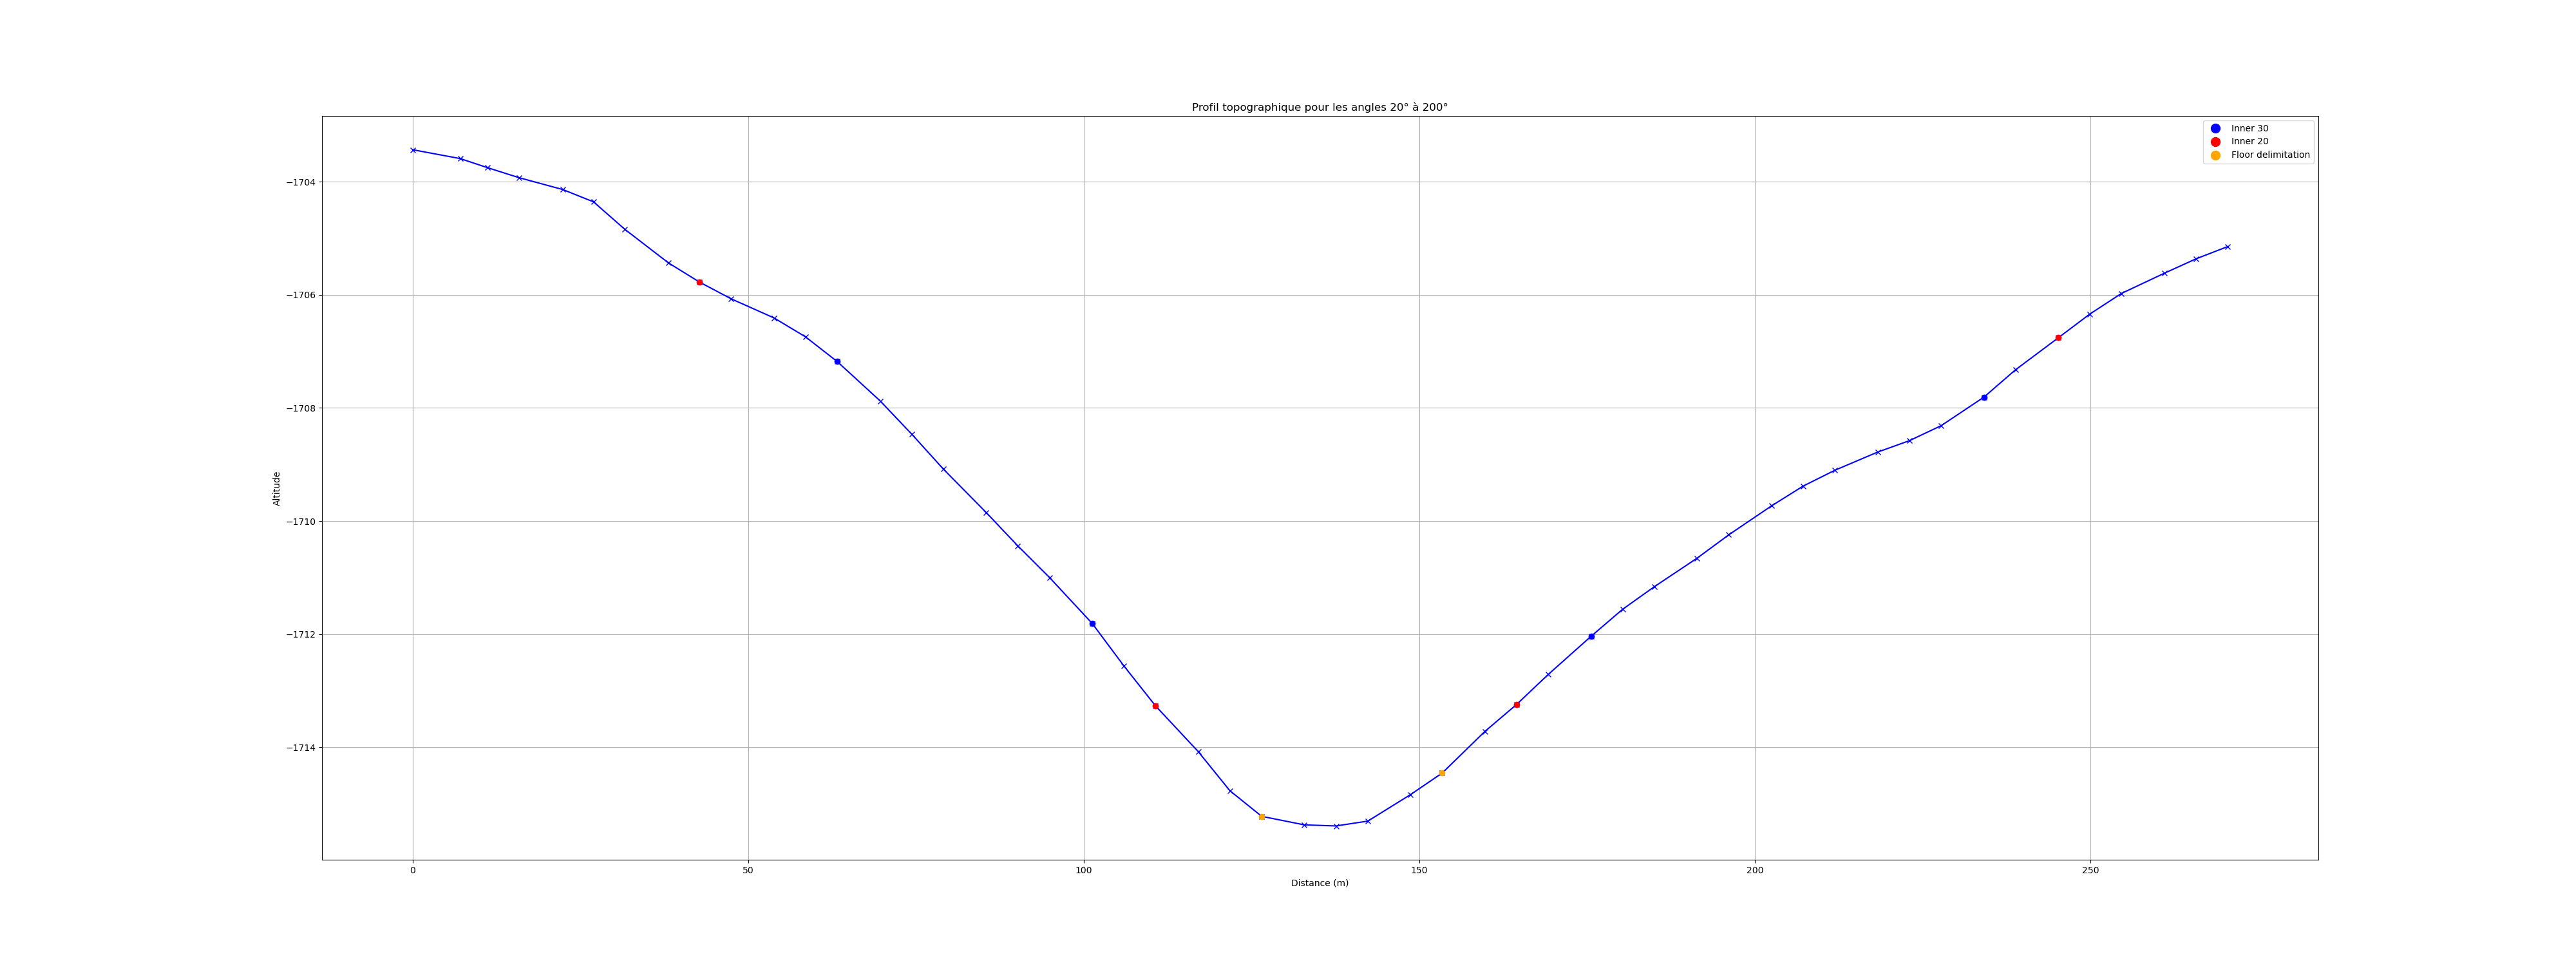 Profil topographique pour les angles 20° à 200°
Inner 30
Inner 20
Floor delimitation
−1704
−1706
−1708
−1710
−1712
−1714
Altitude
0
50
100
150
200
250
Distance (m)